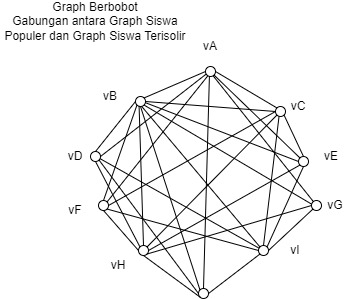 Graph Berbobot
Gabungan antara Graph Siswa
Populer dan Graph Siswa Terisolir
vA
vB
vC
vD
vE
vF
vG
vH
vI